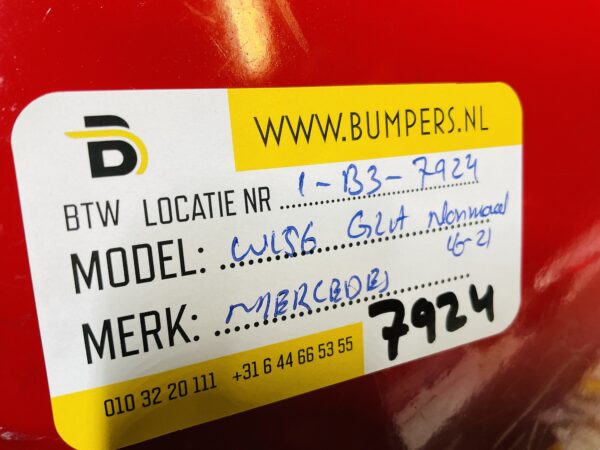 WWW.BUMPERS.NL
BTW LOCATIE NR 1-B3-7924
MODEL: W156 GLA Normaal
16-21
MERK: MERCEDES
7924
010 32 20 111 +31 6 44 66 53 55